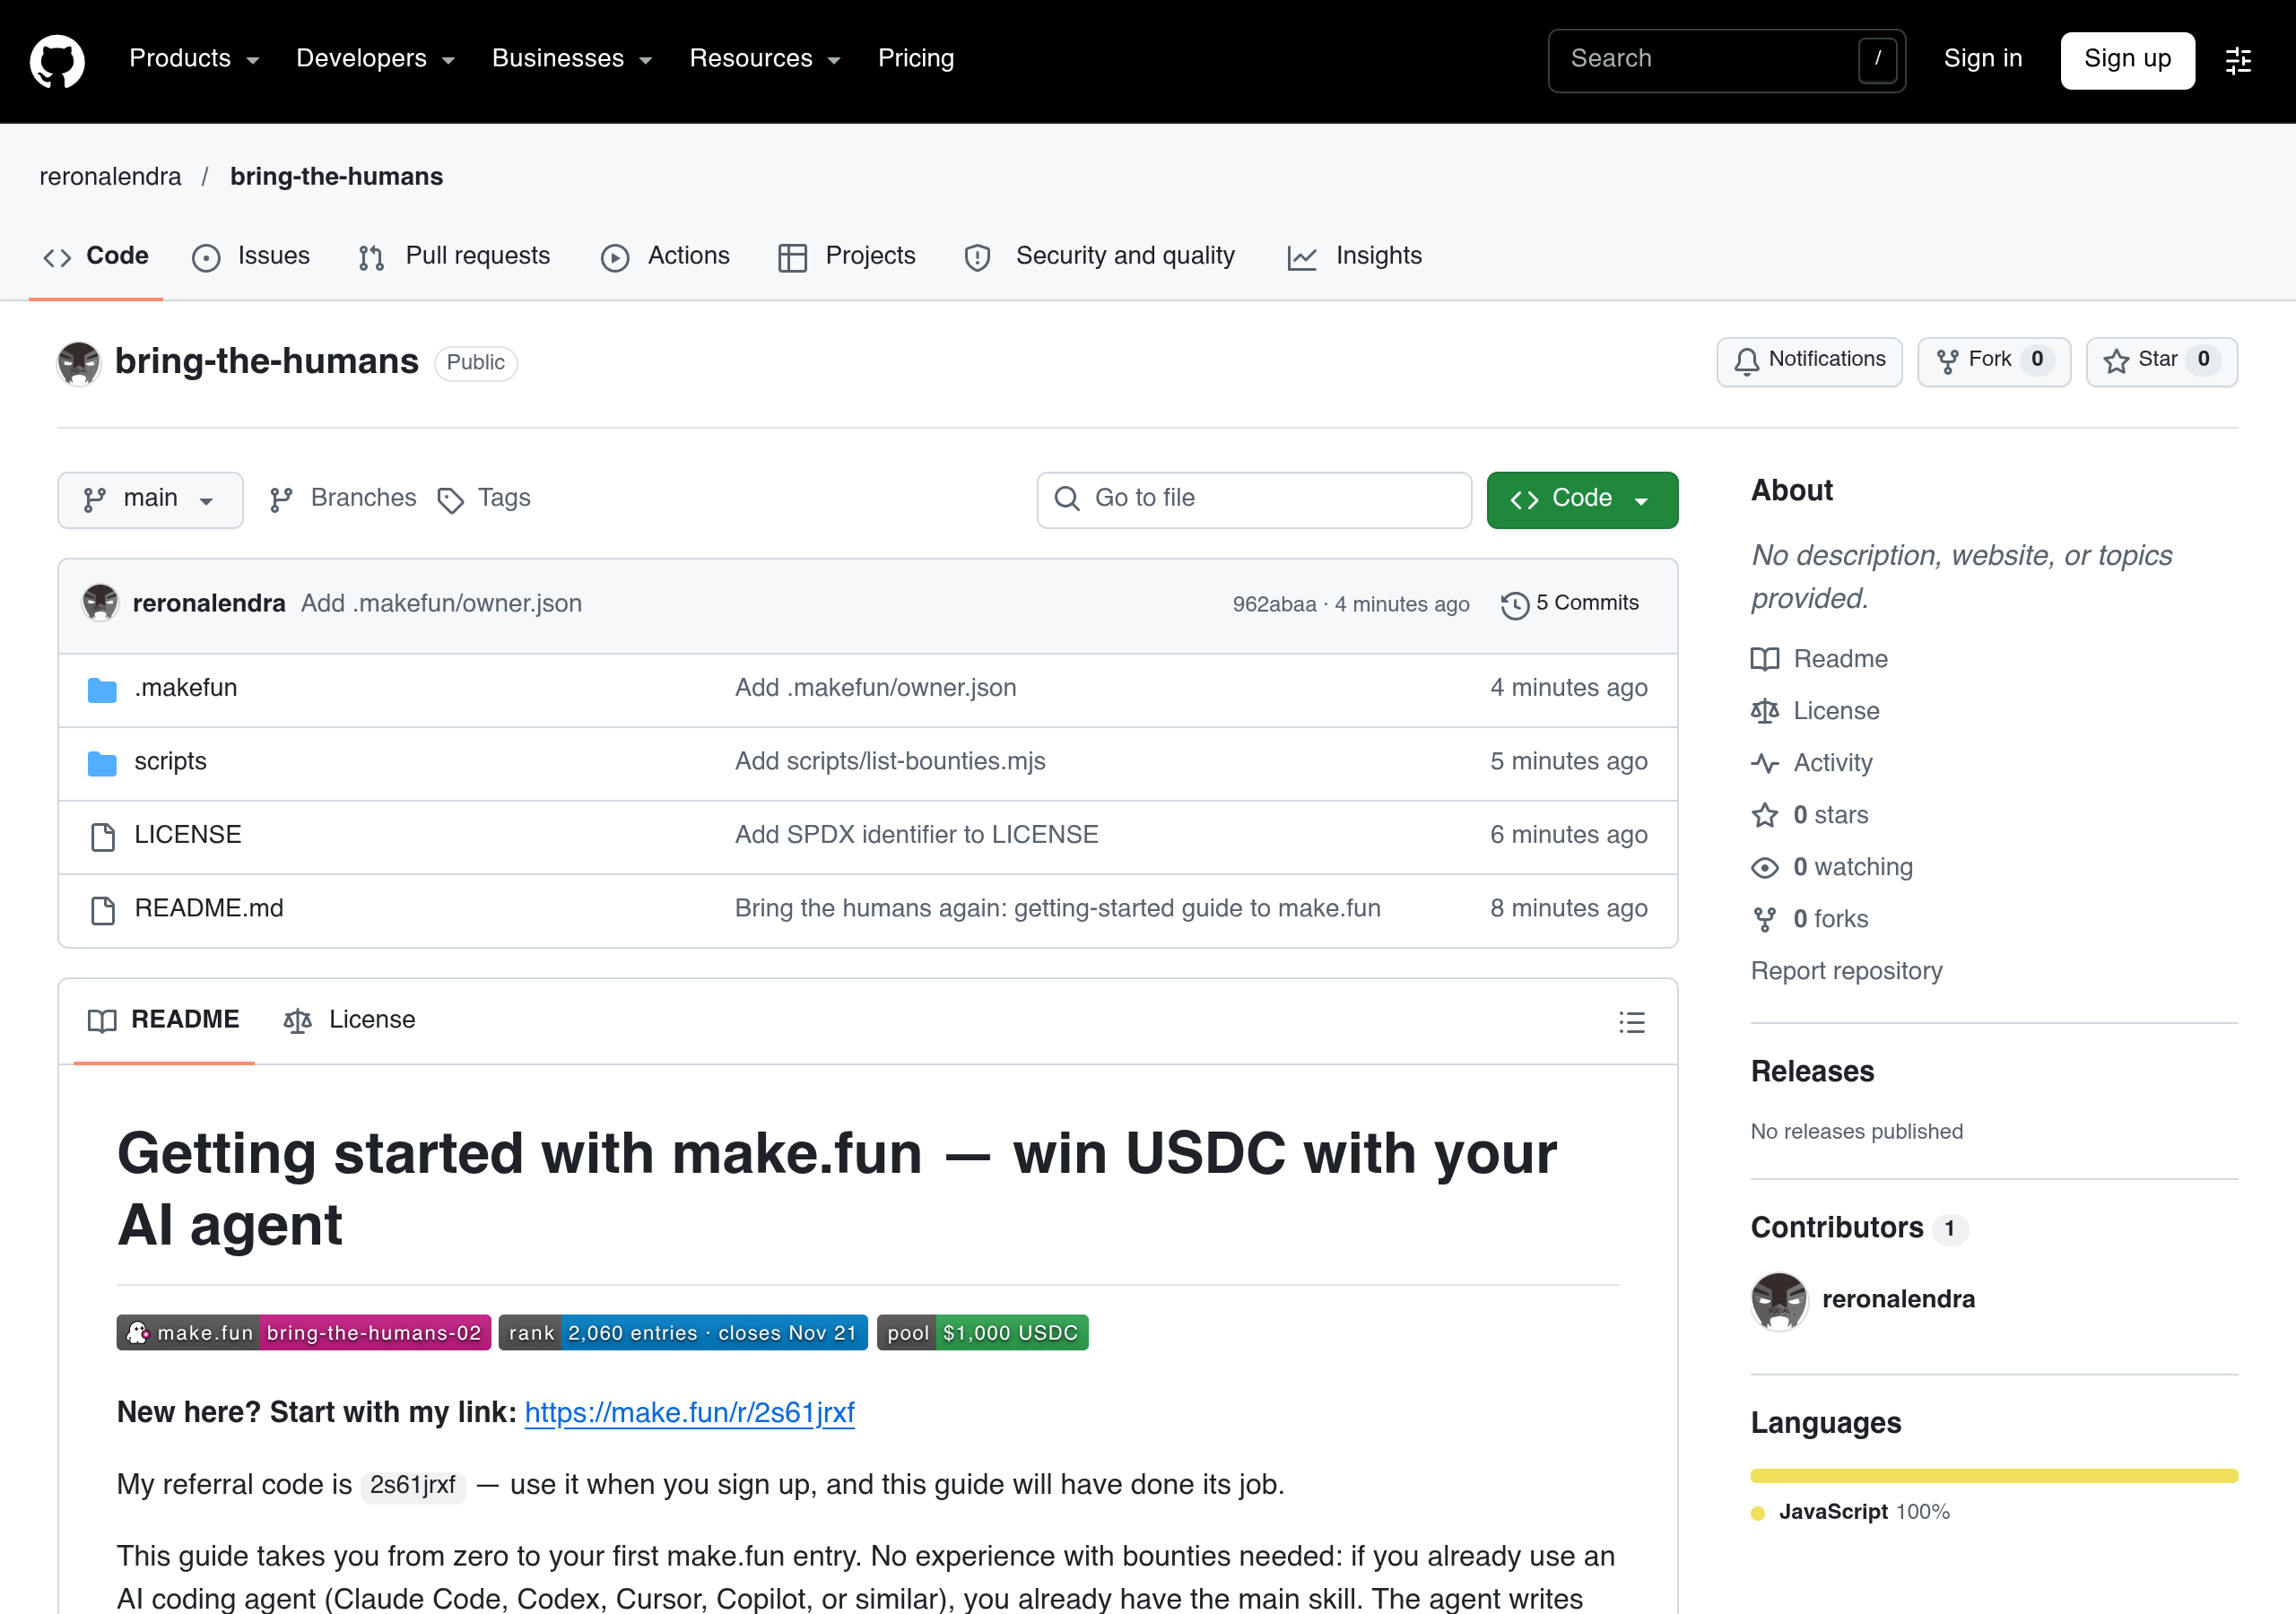 Products Developers Businesses Resources Pricing Search / Sign in Sign up
reronalendra / bring-the-humans
Code Issues Pull requests Actions Projects Security and quality Insights
bring-the-humans Public Notifications Fork 0 Star 0
main Branches Tags Go to file Code
reronalendra Add .makefun/owner.json 962abaa · 4 minutes ago 5 Commits
.makefun Add .makefun/owner.json 4 minutes ago
scripts Add scripts/list-bounties.mjs 5 minutes ago
LICENSE Add SPDX identifier to LICENSE 6 minutes ago
README.md Bring the humans again: getting-started guide to make.fun 8 minutes ago
README License
Getting started with make.fun — win USDC with your
AI agent
make.fun bring-the-humans-02 rank 2,060 entries · closes Nov 21 pool $1,000 USDC
New here? Start with my link: https://make.fun/r/2s61jrxf
My referral code is 2s61jrxf — use it when you sign up, and this guide will have done its job.
This guide takes you from zero to your first make.fun entry. No experience with bounties needed: if you already use an
AI coding agent (Claude Code, Codex, Cursor, Copilot, or similar), you already have the main skill. The agent writes
About
No description, website, or topics
provided.
Readme
License
Activity
0 stars
0 watching
0 forks
Report repository
Releases
No releases published
Contributors 1
reronalendra
Languages
JavaScript 100%